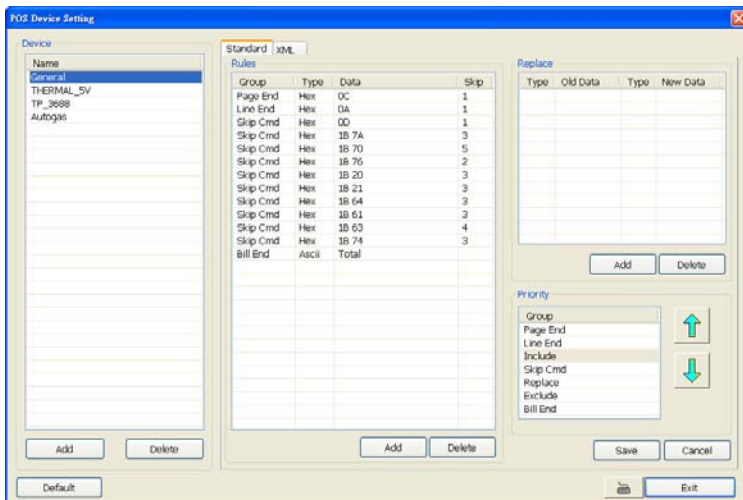 POS Device Setting
Device
Name
General
THERMAL_5V
TP_3688
Autogas
Add
Delete
Default
Standard XML
Rules
Group Type Data Skip
Page End Hex 0C 1
Line End Hex 0A 1
Skip Cmd Hex 0D 1
Skip Cmd Hex 1B 7A 3
Skip Cmd Hex 1B 70 5
Skip Cmd Hex 1B 76 2
Skip Cmd Hex 1B 20 3
Skip Cmd Hex 1B 21 3
Skip Cmd Hex 1B 64 3
Skip Cmd Hex 1B 61 3
Skip Cmd Hex 1B 63 4
Skip Cmd Hex 1B 74 3
Bill End Ascii Total
Add
Delete
Replace
Type Old Data Type New Data
Add
Delete
Priority
Group
Page End
Line End
Include
Skip Cmd
Replace
Exclude
Bill End
Save
Cancel
Exit